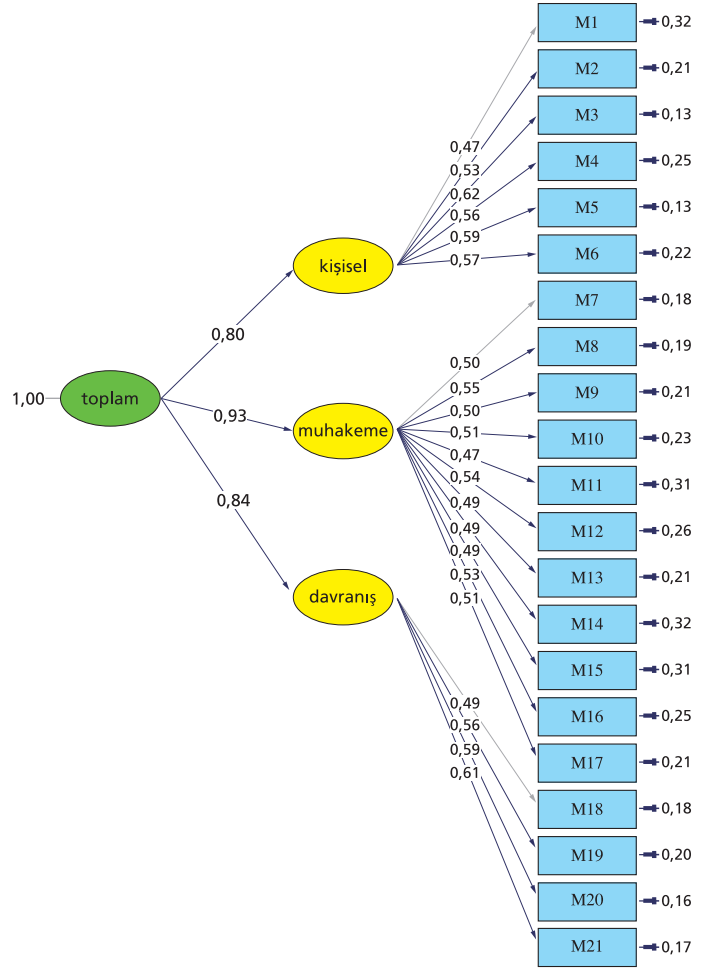 M1 0,32
M2 0,21
M3 0,13
M4 0,25
M5 0,13
M6 0,22
M7 0,18
M8 0,19
M9 0,21
M10 0,23
M11 0,31
M12 0,26
M13 0,21
M14 0,32
M15 0,31
M16 0,25
M17 0,21
M18 0,18
M19 0,20
M20 0,16
M21 0,17
0,47
0,53
0,62
0,56
0,59
0,57
kişisel
0,80
0,50
0,55
0,50
0,51
0,47
0,54
0,49
0,49
0,49
0,53
0,51
1,00
toplam
0,93
muhakeme
0,84
davranış
0,49
0,56
0,59
0,61